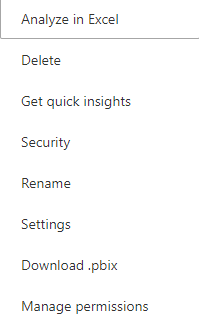 Analyze in Excel
Delete
Get quick insights
Security
Rename
Settings
Download .pbix
Manage permissions